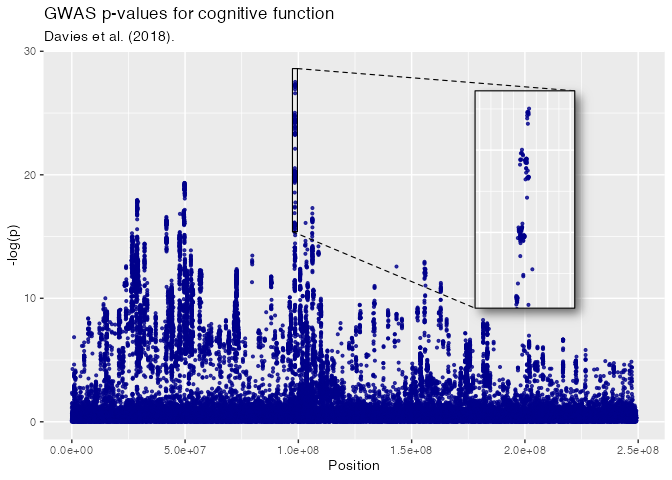 GWAS p-values for cognitive function
Davies et al. (2018).
30
20
10
0
-log(p)
0.0e+00 5.0e+07 1.0e+08 1.5e+08 2.0e+08 2.5e+08
Position